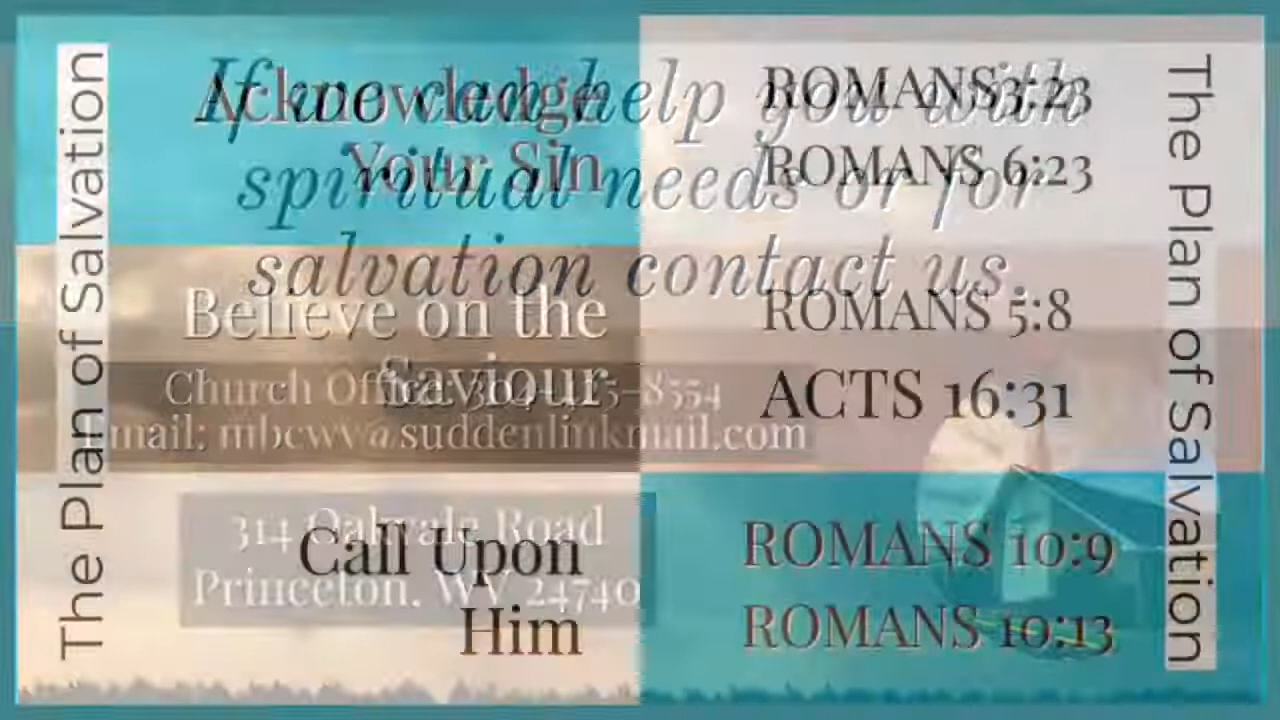 The Plan of Salvation
Acknowledge
Your Sin
ROMANS 3:23
ROMANS 6:23
Believe on the
Saviour
ROMANS 5:8
ACTS 16:31
Call Upon
Him
ROMANS 10:9
ROMANS 10:13
The Plan of Salvation
If we can help you with
spiritual needs or for
salvation contact us.
Church Office: 8554
Email: mbcwv@suddenlinkmail.com
314 Oakvale Road
Princeton, WV 24740